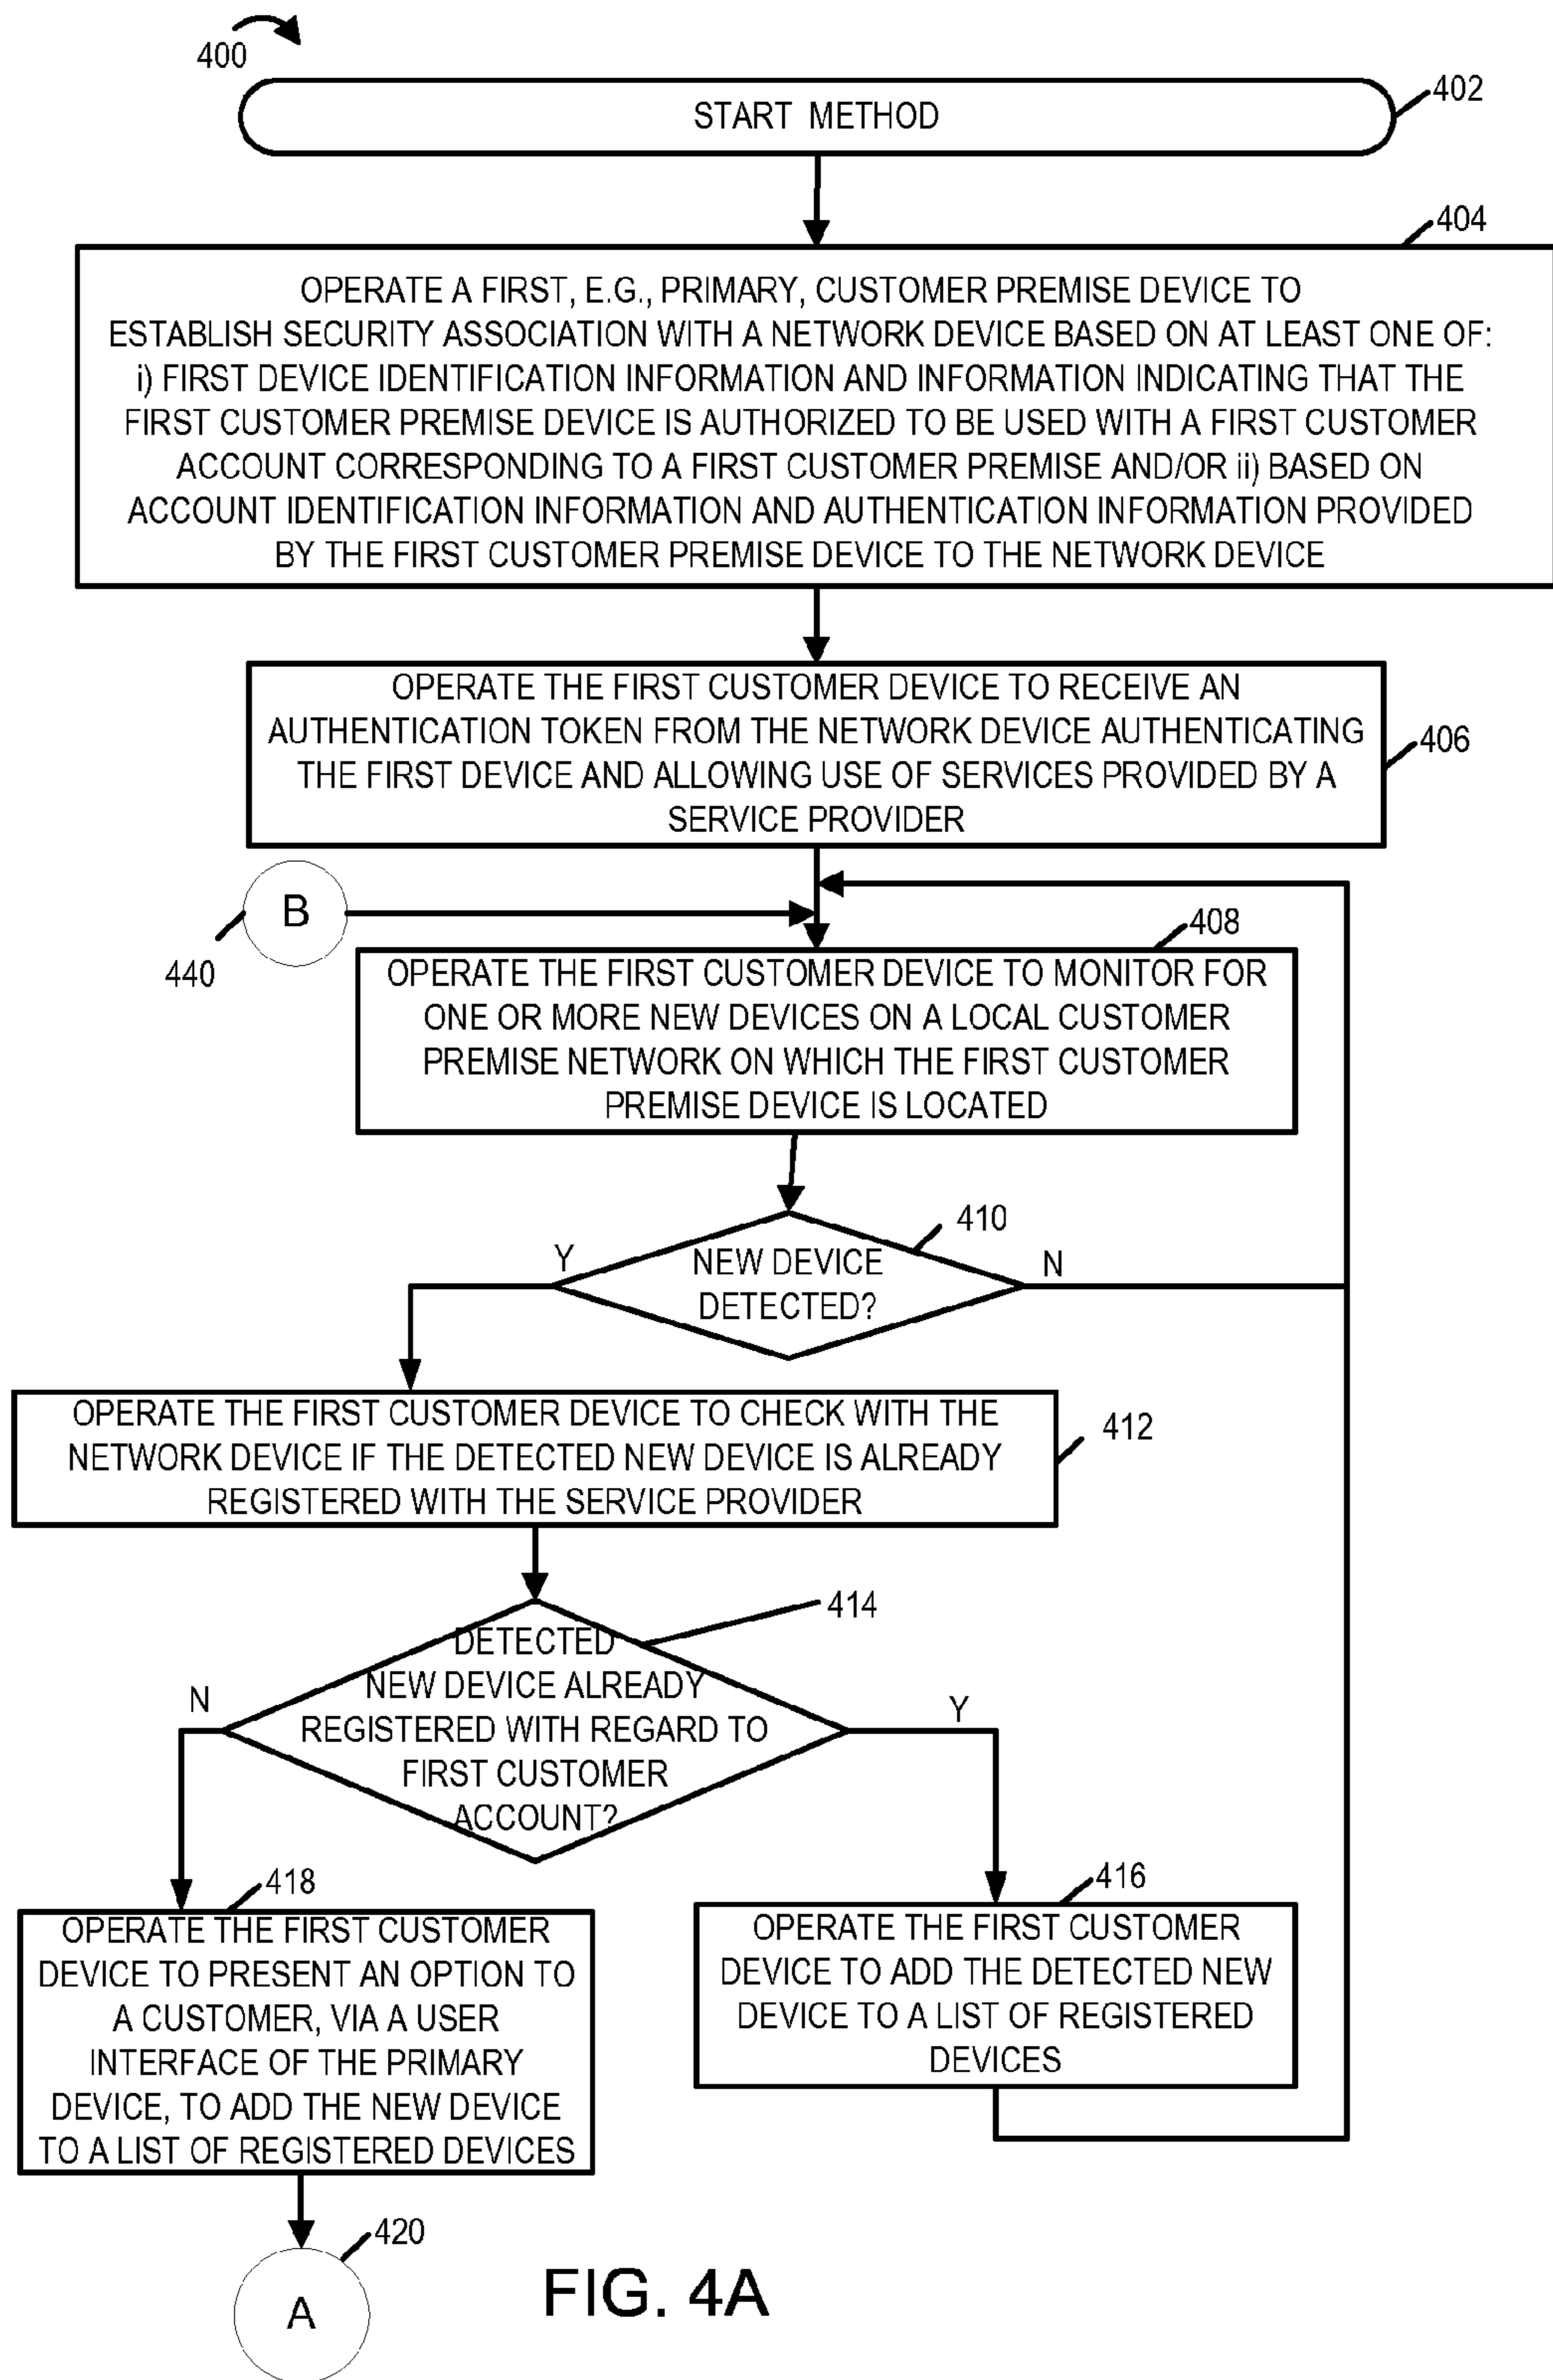 400
START METHOD
402
404
OPERATE A FIRST, E.G., PRIMARY, CUSTOMER PREMISE DEVICE TO
ESTABLISH SECURITY ASSOCIATION WITH A NETWORK DEVICE BASED ON AT LEAST ONE OF:
i) FIRST DEVICE IDENTIFICATION INFORMATION AND INFORMATION INDICATING THAT THE
FIRST CUSTOMER PREMISE DEVICE IS AUTHORIZED TO BE USED WITH A FIRST CUSTOMER
ACCOUNT CORRESPONDING TO A FIRST CUSTOMER PREMISE AND/OR ii) BASED ON
ACCOUNT IDENTIFICATION INFORMATION AND AUTHENTICATION INFORMATION PROVIDED
BY THE FIRST CUSTOMER PREMISE DEVICE TO THE NETWORK DEVICE
OPERATE THE FIRST CUSTOMER DEVICE TO RECEIVE AN
AUTHENTICATION TOKEN FROM THE NETWORK DEVICE AUTHENTICATING
THE FIRST DEVICE AND ALLOWING USE OF SERVICES PROVIDED BY A
SERVICE PROVIDER
406
B
440
408
OPERATE THE FIRST CUSTOMER DEVICE TO MONITOR FOR
ONE OR MORE NEW DEVICES ON A LOCAL CUSTOMER
PREMISE NETWORK ON WHICH THE FIRST CUSTOMER
PREMISE DEVICE IS LOCATED
410
Y
NEW DEVICE
DETECTED?
N
OPERATE THE FIRST CUSTOMER DEVICE TO CHECK WITH THE
NETWORK DEVICE IF THE DETECTED NEW DEVICE IS ALREADY
REGISTERED WITH THE SERVICE PROVIDER
412
414
DETECTED
NEW DEVICE ALREADY
REGISTERED WITH REGARD TO
FIRST CUSTOMER
ACCOUNT?
N
Y
418
OPERATE THE FIRST CUSTOMER
DEVICE TO PRESENT AN OPTION TO
A CUSTOMER, VIA A USER
INTERFACE OF THE PRIMARY
DEVICE, TO ADD THE NEW DEVICE
TO A LIST OF REGISTERED DEVICES
416
OPERATE THE FIRST CUSTOMER
DEVICE TO ADD THE DETECTED NEW
DEVICE TO A LIST OF REGISTERED
DEVICES
420
A
FIG. 4A